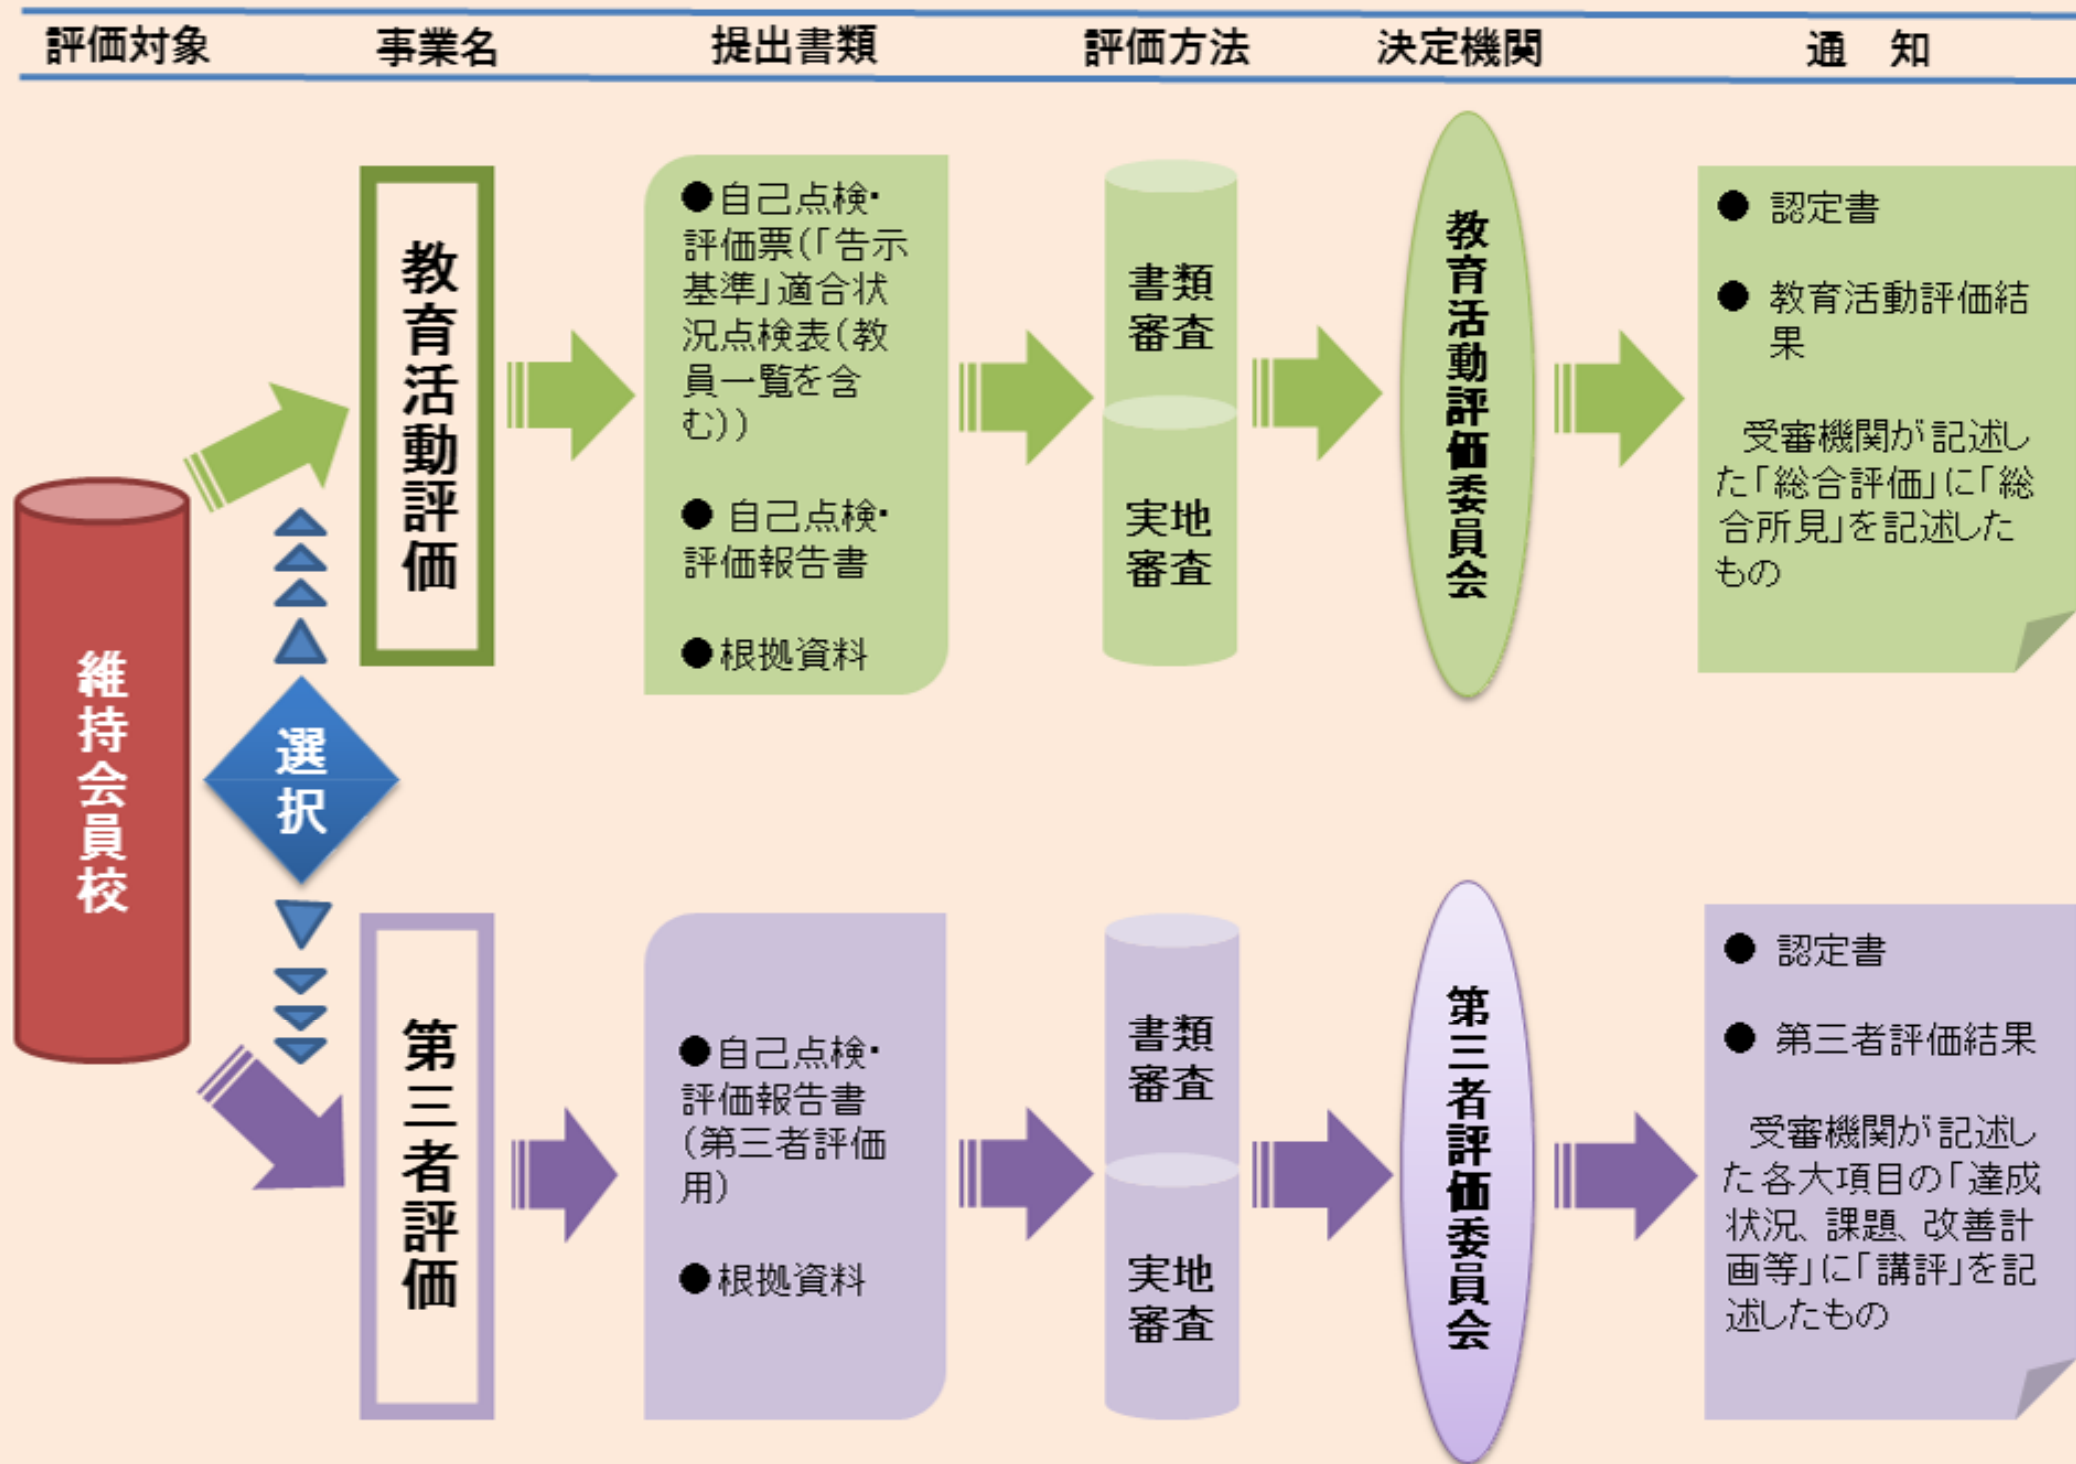 評価対象 事業名 提出書類 評価方法 決定機関 通 知
維持会員校
選択
教育活動評価
●自己点検・
評価票(「告示
基準」適合状
況点検表(教
員一覧を含
む))
● 自己点検・
評価報告書
●根拠資料
書類
審査
実地
審査
教育活動評価委員会
● 認定書
● 教育活動評価結
果
受審機関が記述し
た「総合評価」に「総
合所見」を記述した
もの
第三者評価
●自己点検・
評価報告書
(第三者評価
用)
●根拠資料
書類
審査
実地
審査
第三者評価委員会
● 認定書
● 第三者評価結果
受審機関が記述し
た各大項目の「達成
状況、課題、改善計
画等」に「講評」を記
述したもの